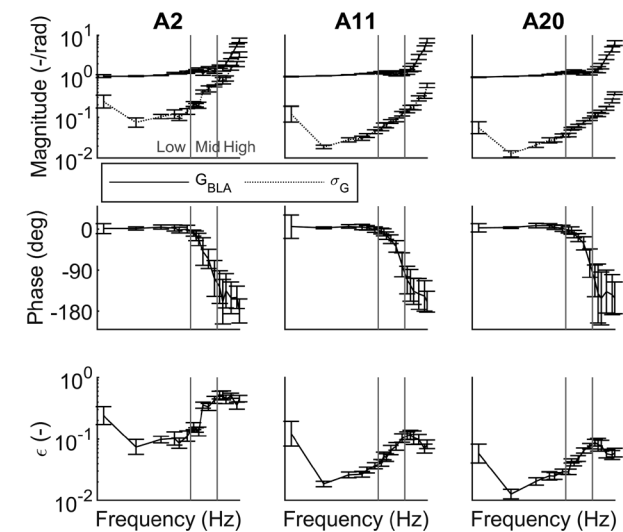 A2 A11 A20
Magnitude (-/rad)
10^1
10^0
10^-1
10^-2
Low Mid High
G_BLA σ_G
Phase (deg)
0
-90
-180
ϵ (-)
10^0
10^-1
10^-2
Frequency (Hz) Frequency (Hz) Frequency (Hz)